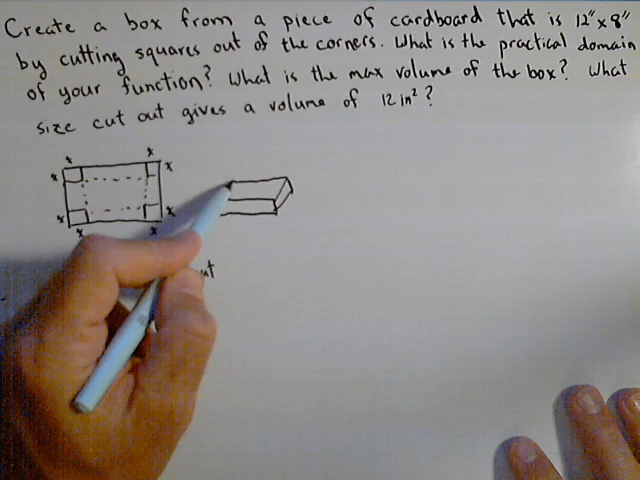 Create a box from a piece of cardboard that is 12" x 8"
by cutting squares out of the corners. What is the practical domain
of your function? What is the max volume of the box? What
size cut out gives a volume of 12 in²?
x x
x x
x x
x x
ut